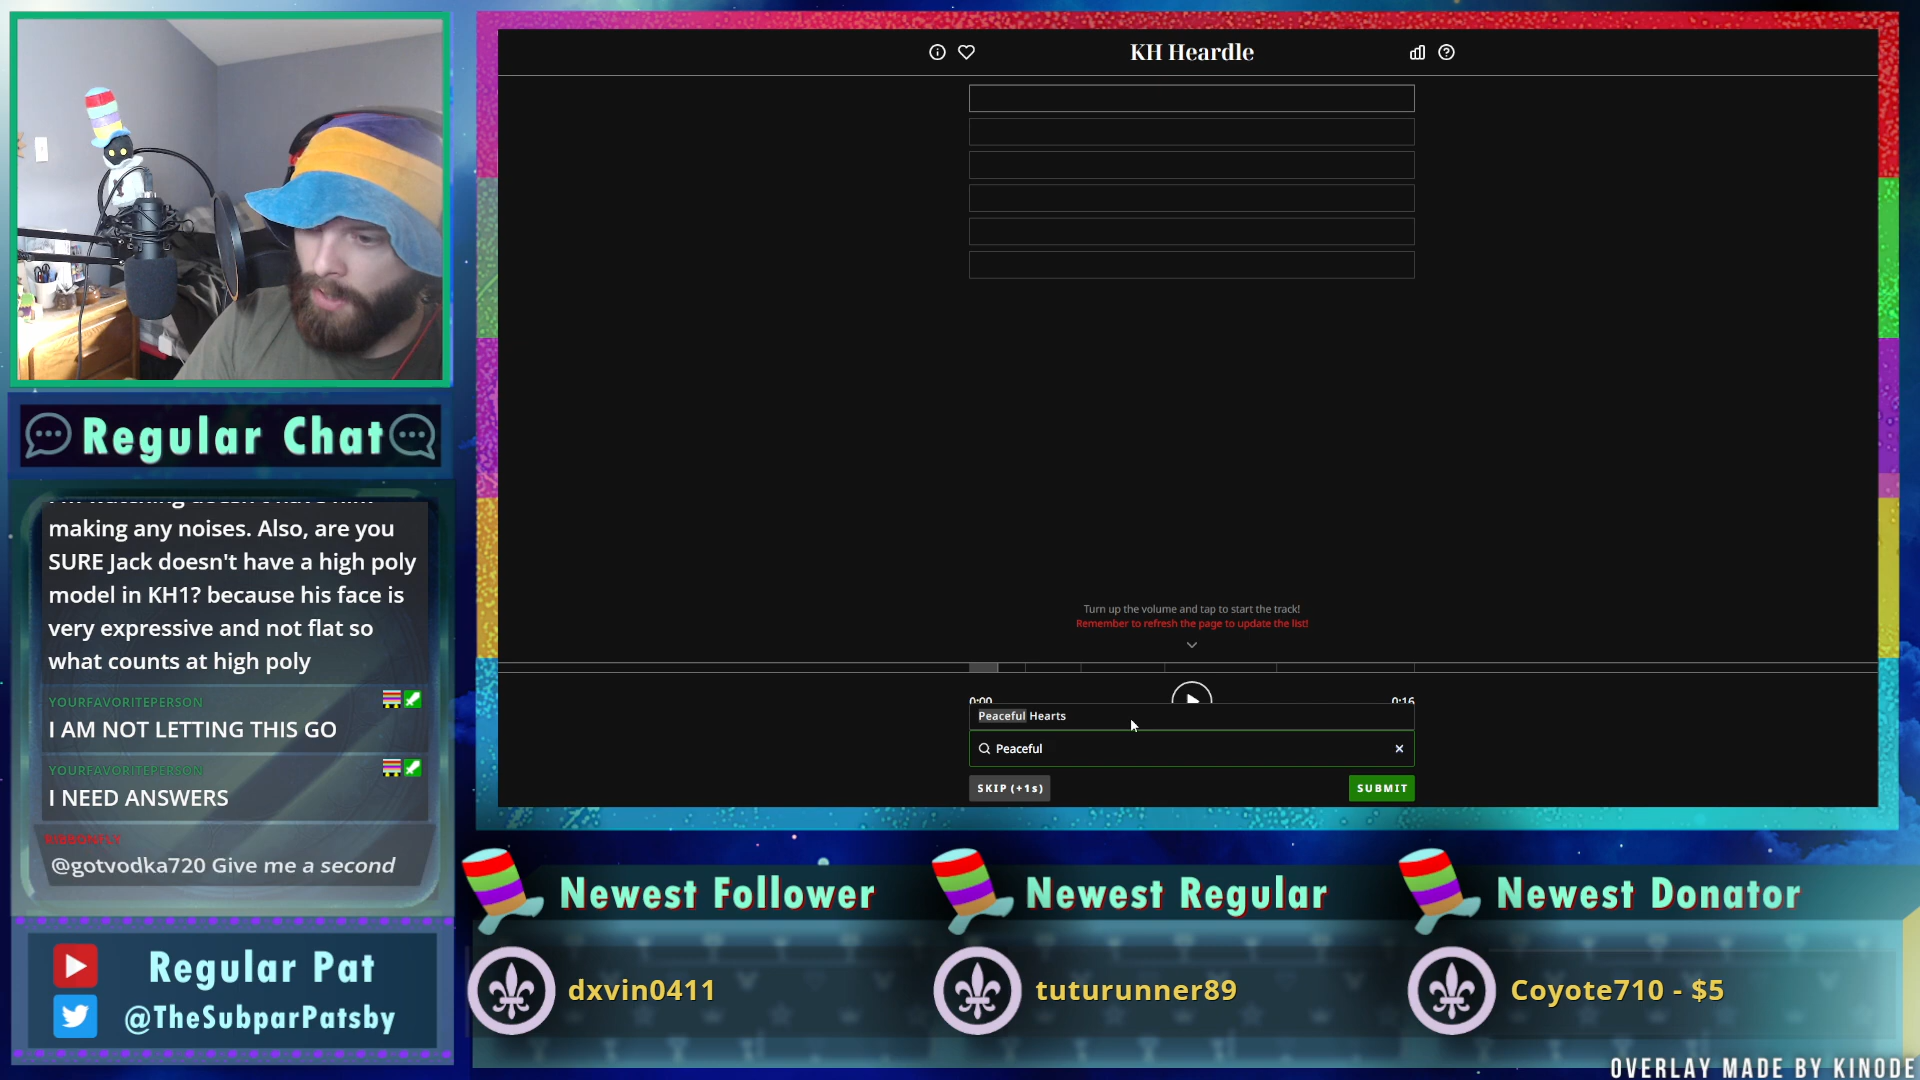 KH Heardle
Regular Chat
making any noises. Also, are you
SURE Jack doesn't have a high poly
model in KH1? because his face is
very expressive and not flat so
what counts at high poly
YOURFAVORITEPERSON
I AM NOT LETTING THIS GO
YOURFAVORITEPERSON
I NEED ANSWERS
RIBBONFLY
@gotvodka720 Give me a second
Regular Pat
@TheSubparPatsby
Turn up the volume and tap to start the track!
Remember to refresh the page to update the list!
0:00
0:16
Peaceful Hearts
Peaceful
SKIP (+1s)
SUBMIT
Newest Follower
dxvin0411
Newest Regular
tuturunner89
Newest Donator
Coyote710 - $5
OVERLAY MADE BY KINODE